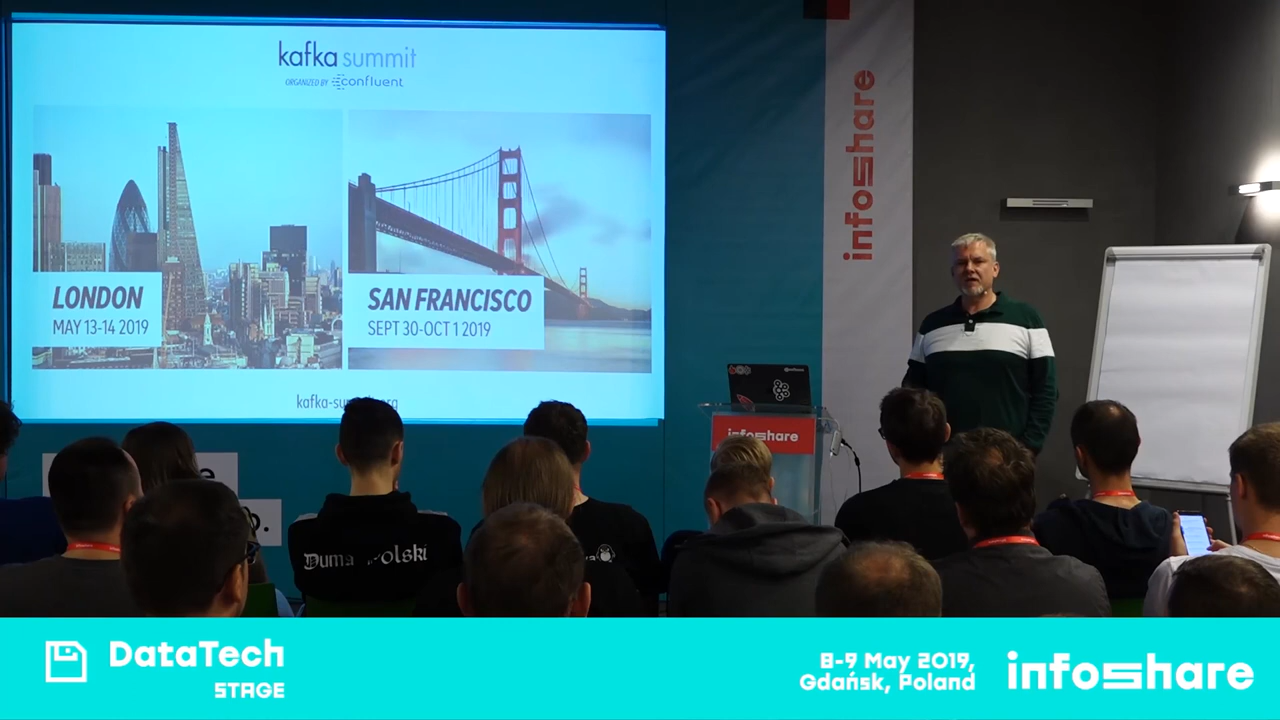 kafka summit
ORGANIZED BY confluent
LONDON
MAY 13-14 2019
SAN FRANCISCO
SEPT 30-OCT 1 2019
infoshare
infoshare
DataTech
STAGE
8-9 May 2019,
Gdańsk, Poland
infoshare